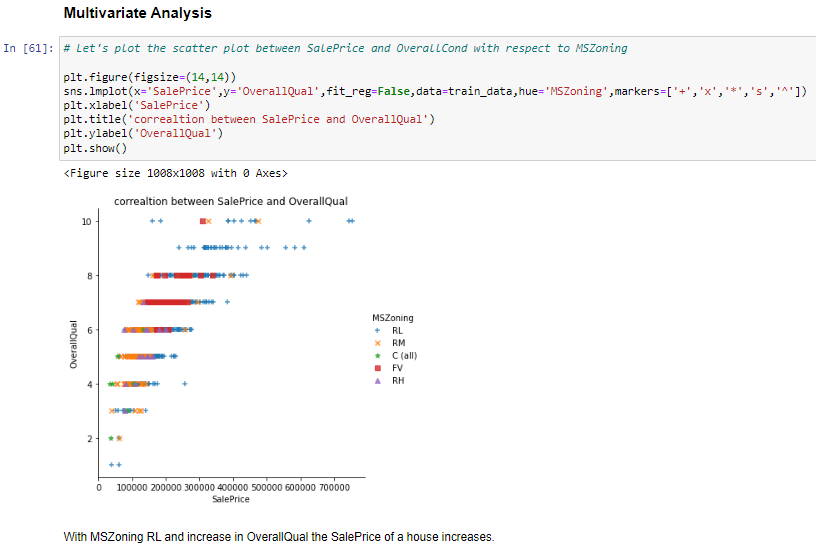 Multivariate Analysis
In [61]: # Let's plot the scatter plot between SalePrice and OverallCond with respect to MSZoning
plt.figure(figsize=(14,14))
sns.lmplot(x='SalePrice',y='OverallQual',fit_reg=False,data=train_data,hue='MSZoning',markers=['+','x','*','s','^'])
plt.xlabel('SalePrice')
plt.title('correaltion between SalePrice and OverallQual')
plt.ylabel('OverallQual')
plt.show()
<Figure size 1008x1008 with 0 Axes>
correaltion between SalePrice and OverallQual
10
8
6
4
2
OverallQual
MSZoning
RL
RM
C (all)
FV
RH
0 100000 200000 300000 400000 500000 600000 700000
SalePrice
With MSZoning RL and increase in OverallQual the SalePrice of a house increases.